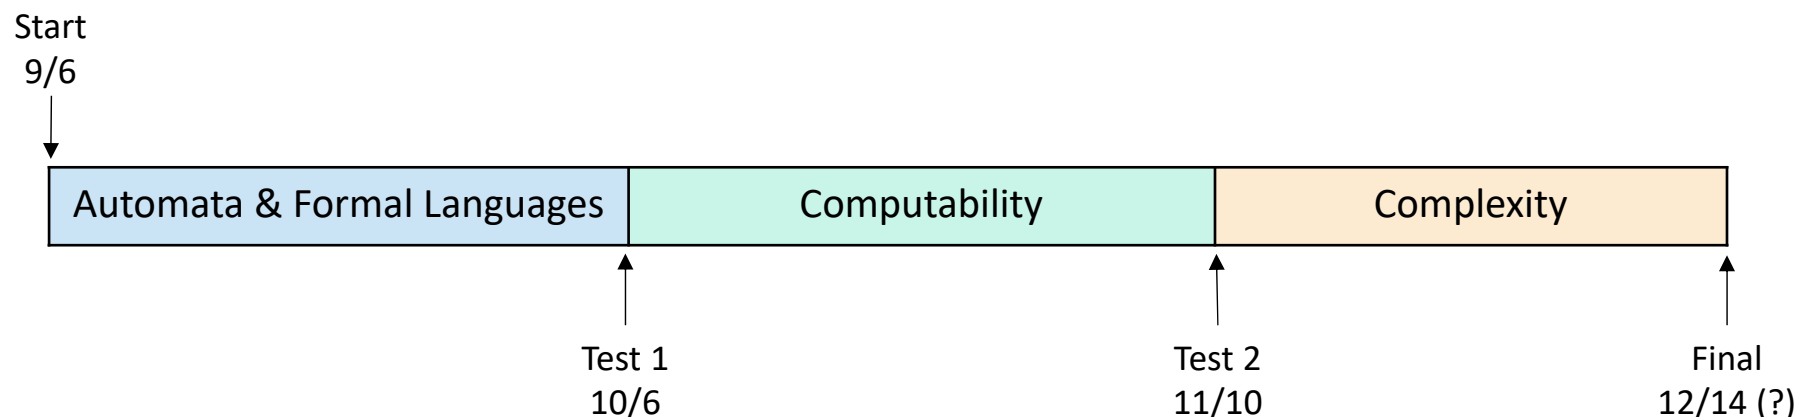 Start
9/6
Automata & Formal Languages
Computability
Complexity
Test 1
10/6
Test 2
11/10
Final
12/14 (?)